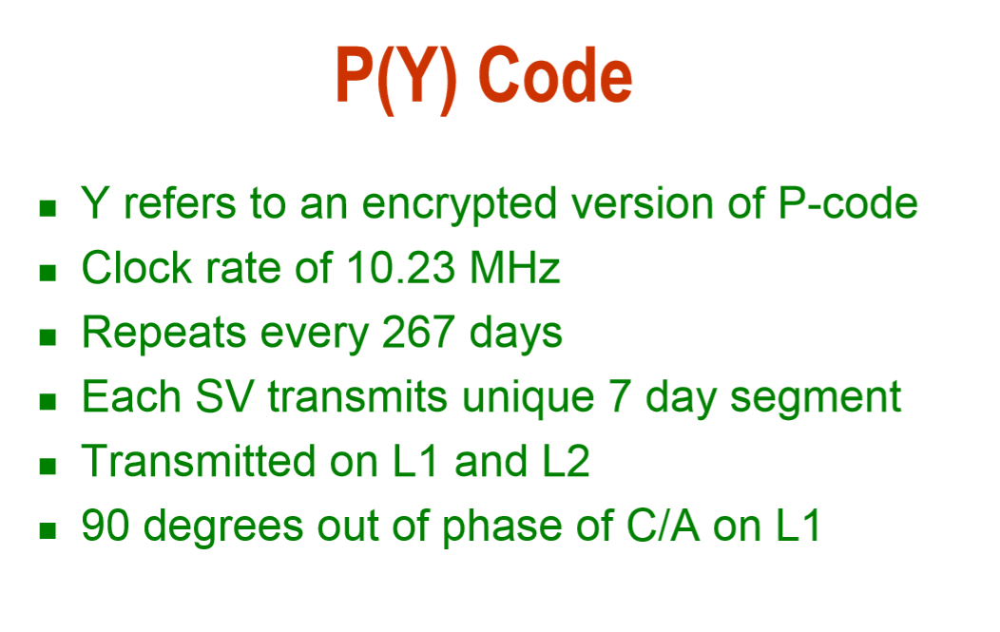 P(Y) Code
▪ Y refers to an encrypted version of P-code
▪ Clock rate of 10.23 MHz
▪ Repeats every 267 days
▪ Each SV transmits unique 7 day segment
▪ Transmitted on L1 and L2
▪ 90 degrees out of phase of C/A on L1